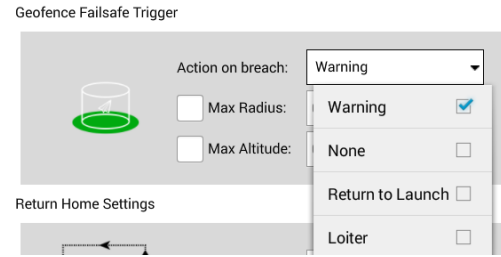 Geofence Failsafe Trigger
Action on breach: Warning
Max Radius:
Max Altitude:
Warning
None
Return to Launch
Loiter
Return Home Settings